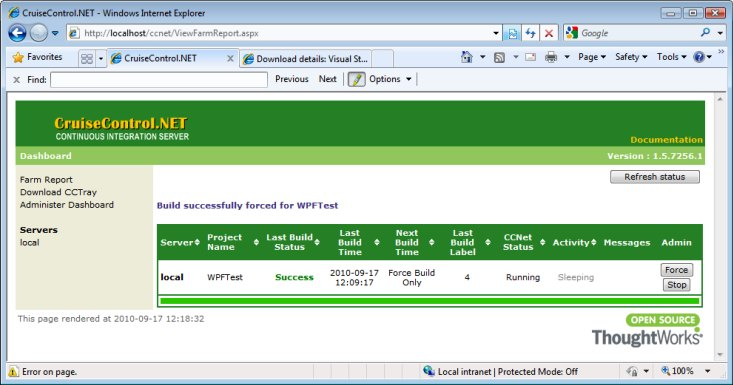 CruiseControl.NET - Windows Internet Explorer
http://localhost/ccnet/ViewFarmReport.aspx
Google
Favorites
CruiseControl.NET
Download details: Visual St...
Page
Safety
Tools
X Find:
Previous Next
Options
CruiseControl.NET
CONTINUOUS INTEGRATION SERVER
Documentation
Dashboard
Version : 1.5.7256.1
Farm Report
Download CCTray
Administer Dashboard
Servers
local
Refresh status
Build successfully forced for WPFTest
Server
Project Name
Last Build Status
Last Build Time
Next Build Time
Last Build Label
CCNet Status
Activity
Messages
Admin
local
WPFTest
Success
2010-09-17 12:09:17
Force Build Only
4
Running
Sleeping
Force
Stop
This page rendered at 2010-09-17 12:18:32
OPEN SOURCE
ThoughtWorks®
Error on page.
Local intranet | Protected Mode: Off
100%